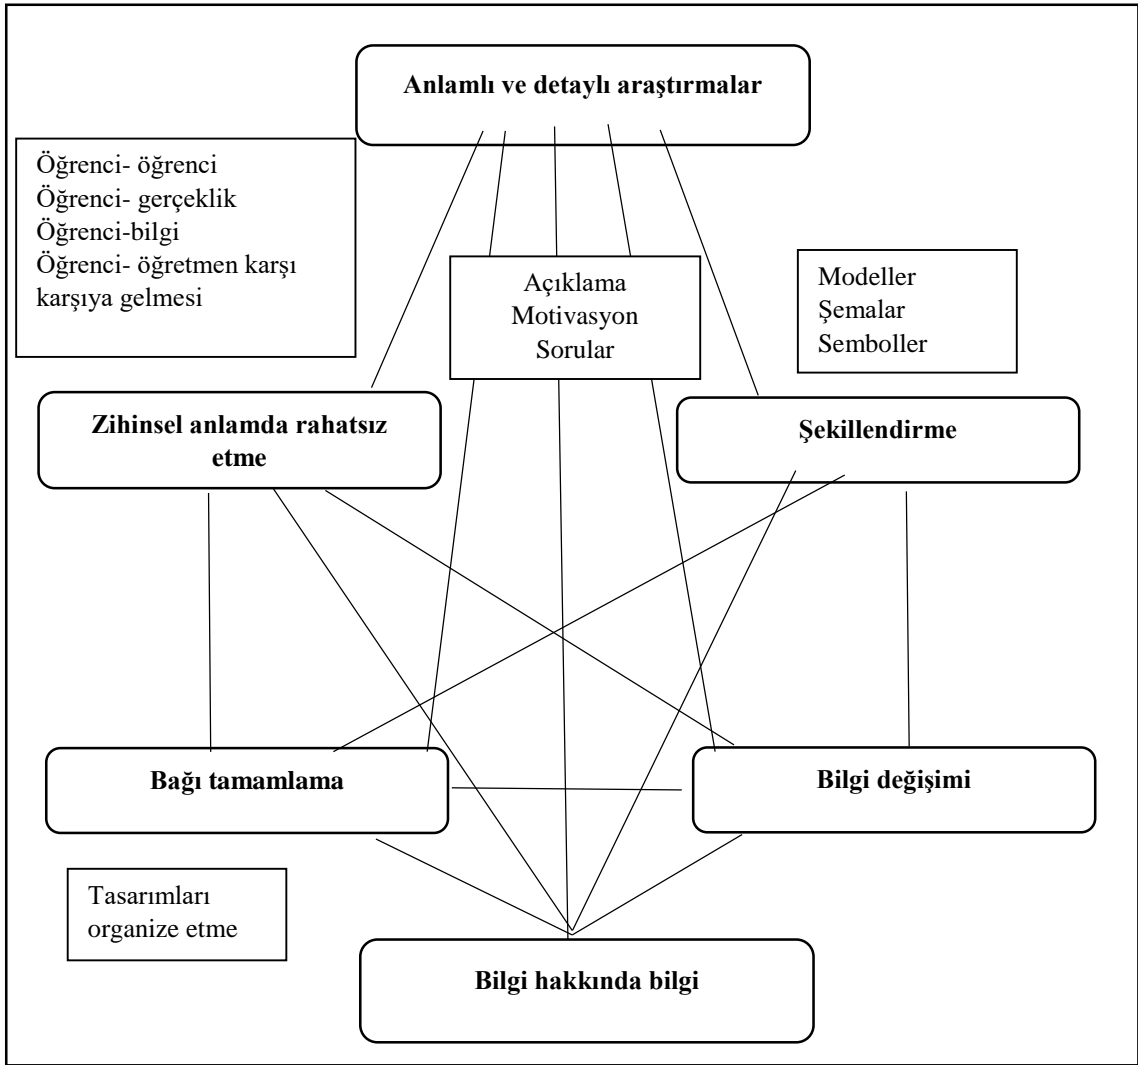 Anlamlı ve detaylı araştırmalar
Öğrenci- öğrenci
Öğrenci- gerçeklik
Öğrenci-bilgi
Öğrenci- öğretmen karşı
karşıya gelmesi
Açıklama
Motivasyon
Sorular
Modeller
Şemalar
Semboller
Zihinsel anlamda rahatsız
etme
Şekillendirme
Bağı tamamlama
Bilgi değişimi
Tasarımları
organize etme
Bilgi hakkında bilgi